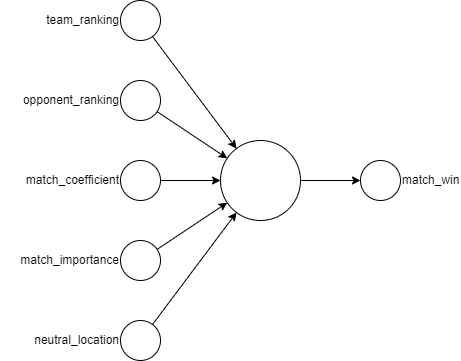 team_ranking
opponent_ranking
match_coefficient
match_win
match_importance
neutral_location